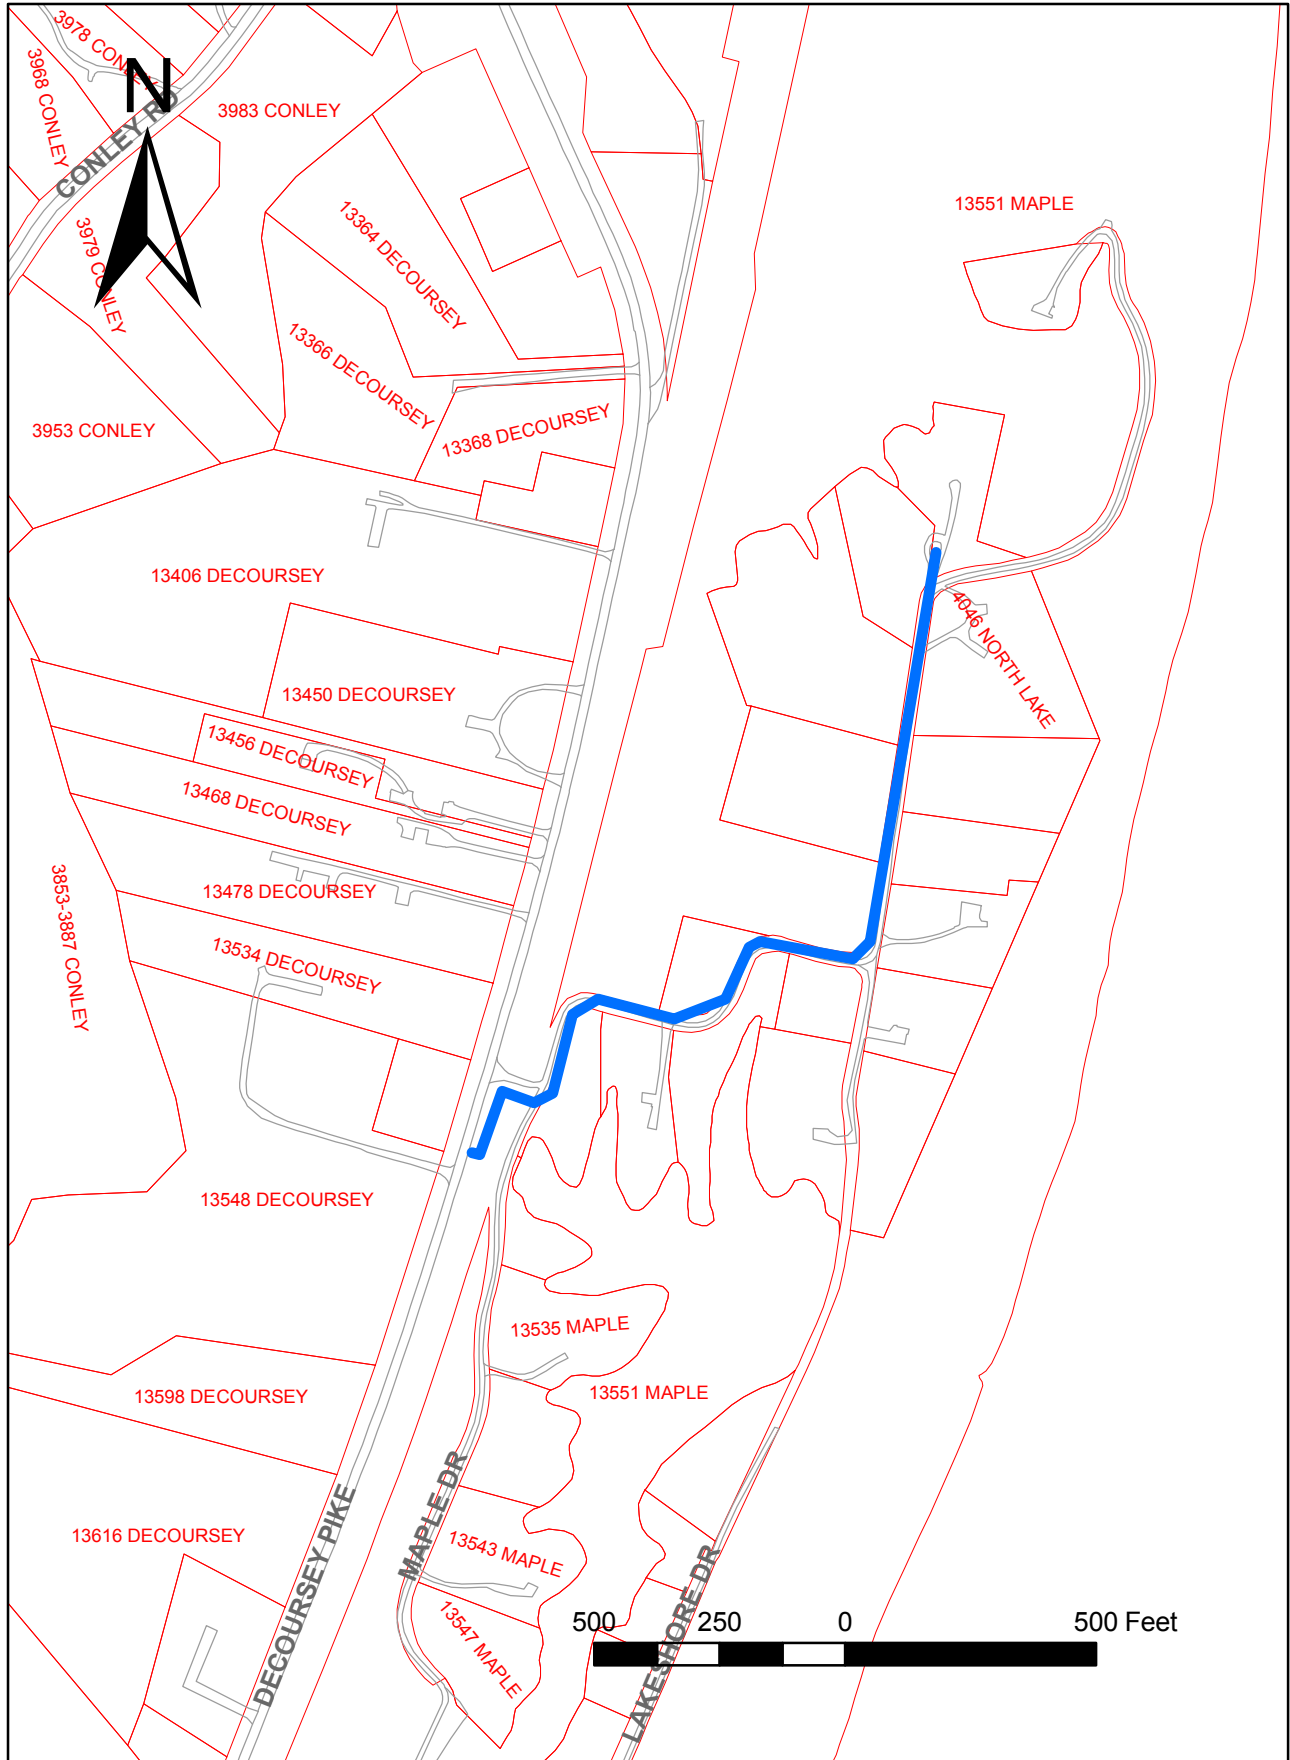 3978 CONLEY
3968 CONLEY
N
CONLEY RD
3983 CONLEY
3979 CONLEY
13551 MAPLE
13364 DECOURSEY
13366 DECOURSEY
13368 DECOURSEY
3953 CONLEY
13406 DECOURSEY
4046 NORTH LAKE
13450 DECOURSEY
13456 DECOURSEY
13468 DECOURSEY
13478 DECOURSEY
3853-3887 CONLEY
13534 DECOURSEY
13548 DECOURSEY
13535 MAPLE
13551 MAPLE
13598 DECOURSEY
MAPLE DR
DECOURSEY PIKE
13616 DECOURSEY
13543 MAPLE
LAKESHORE DR
13547 MAPLE
500 250 0 500 Feet